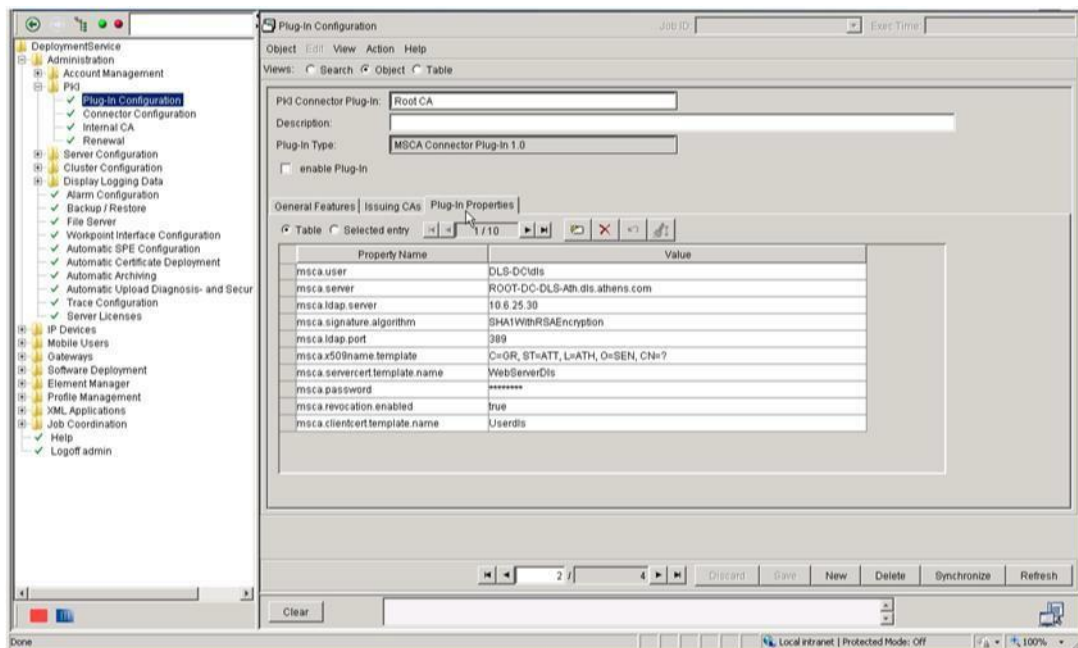 Plug-In Configuration
Job ID:
Exec Time:
Object Edit View Action Help
Views: Search Object Table
DeploymentService
Administration
Account Management
PKI
Plug-In Configuration
Connector Configuration
Internal CA
Renewal
Server Configuration
Cluster Configuration
Display Logging Data
Alarm Configuration
Backup / Restore
File Server
Workpoint Interface Configuration
Automatic SPE Configuration
Automatic Certificate Deployment
Automatic Archiving
Automatic Upload Diagnosis- and Secur
Trace Configuration
Server Licenses
IP Devices
Mobile Users
Gateways
Software Deployment
Element Manager
Profile Management
XML Applications
Job Coordination
Help
Logoff admin
PKI Connector Plug-In: Root CA
Description:
Plug-In Type: MSCA Connector Plug-In 1.0
enable Plug-In
General Features Issuing CAs Plug-In Properties
Table Selected entry 1 / 10
Property Name Value
msca.user DLS-DC\dls
msca.server ROOT-DC-DLS-Ath.dls.athens.com
msca.ldap.server 10.6.25.30
msca.signature.algorithm SHA1WithRSAEncryption
msca.ldap.port 389
msca.x509name.template C=GR, ST=ATT, L=ATH, O=SEN, CN=?
msca.servercert.template.name WebServerDls
msca.password ********
msca.revocation.enabled true
msca.clientcert.template.name Userdls
2 / 4 Discard Save New Delete Synchronize Refresh
Clear
Done
Local intranet | Protected Mode: Off
100%